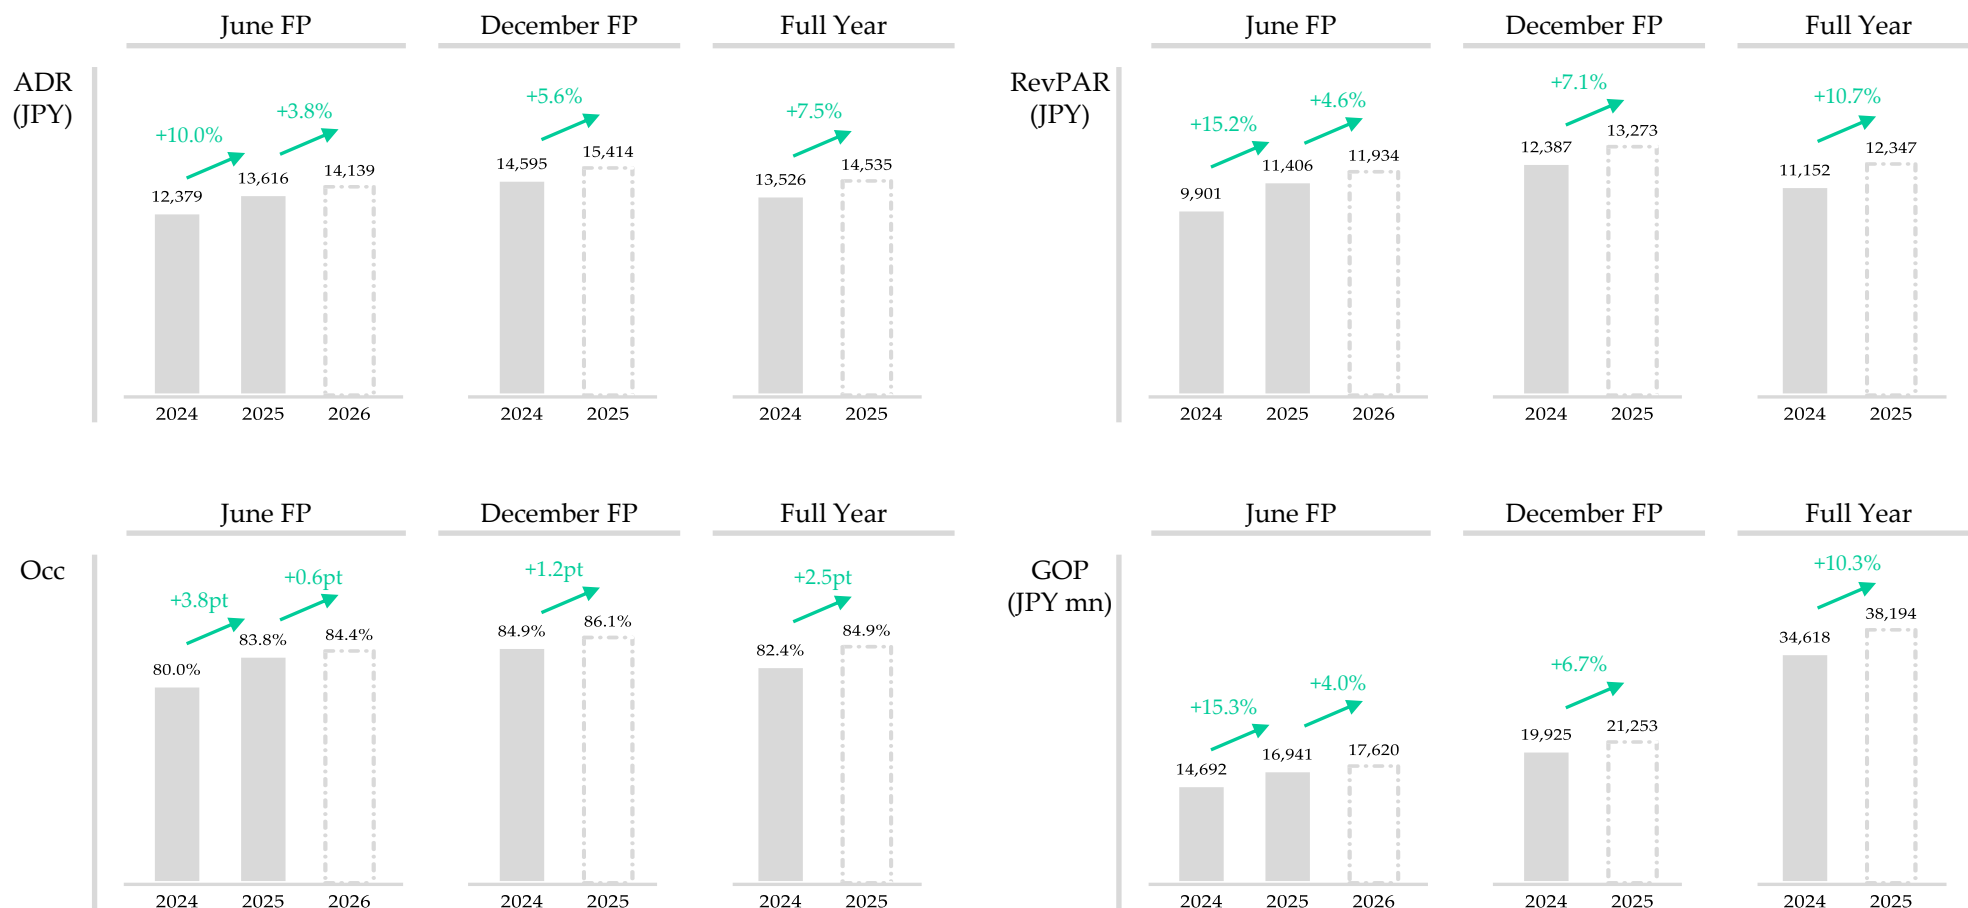 June FP
December FP
Full Year
ADR
(JPY)
+10.0%
+3.8%
+5.6%
+7.5%
12,379
13,616
14,139
14,595
15,414
13,526
14,535
2024
2025
2026
2024
2025
2024
2025
June FP
December FP
Full Year
RevPAR
(JPY)
+15.2%
+4.6%
+7.1%
+10.7%
9,901
11,406
11,934
12,387
13,273
11,152
12,347
2024
2025
2026
2024
2025
2024
2025
June FP
December FP
Full Year
Occ
+3.8pt
+0.6pt
+1.2pt
+2.5pt
80.0%
83.8%
84.4%
84.9%
86.1%
82.4%
84.9%
2024
2025
2026
2024
2025
2024
2025
June FP
December FP
Full Year
GOP
(JPY mn)
+15.3%
+4.0%
+6.7%
+10.3%
14,692
16,941
17,620
19,925
21,253
34,618
38,194
2024
2025
2026
2024
2025
2024
2025